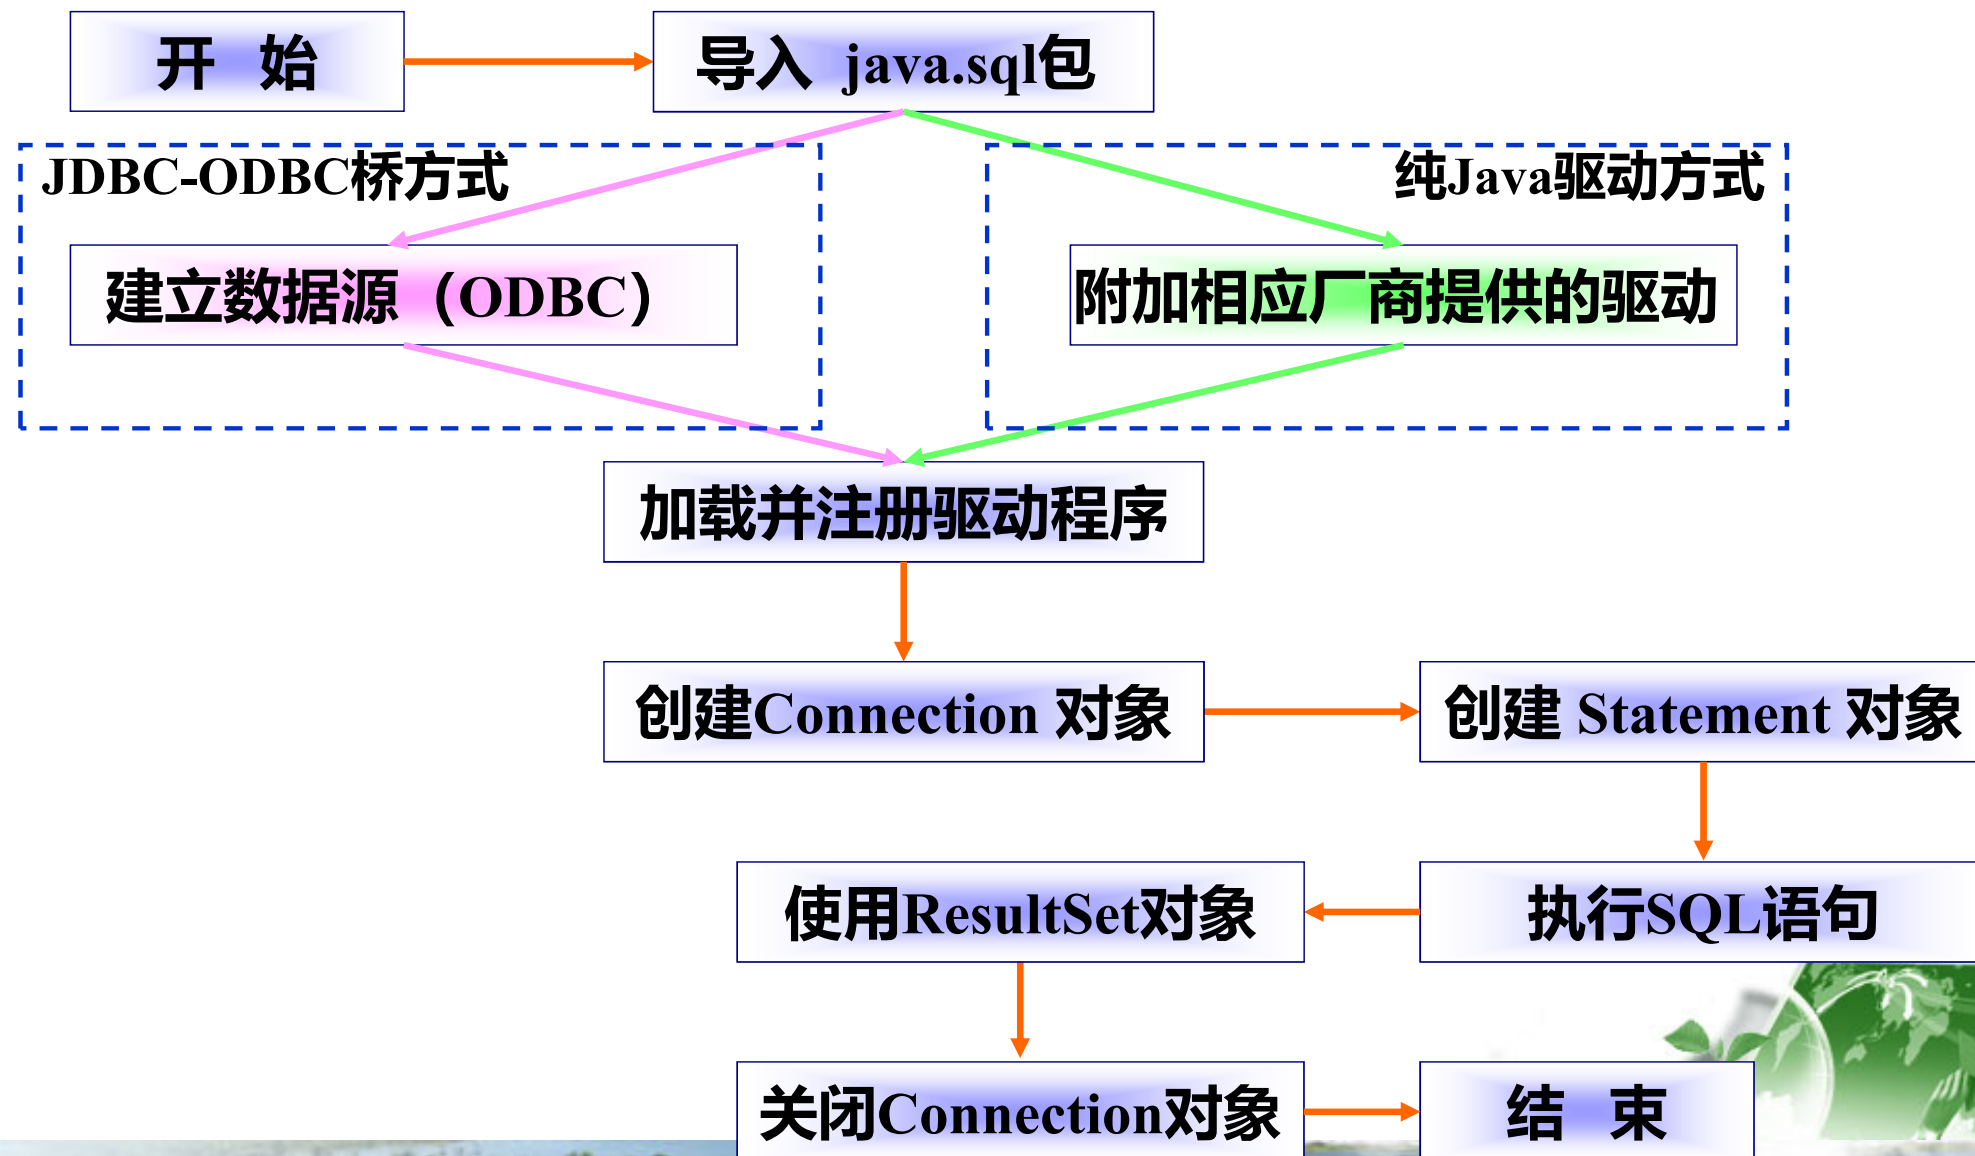 开 始
导入 java.sql包
JDBC-ODBC桥方式
纯Java驱动方式
建立数据源（ODBC）
附加相应厂商提供的驱动
加载并注册驱动程序
创建Connection 对象
创建 Statement 对象
使用ResultSet对象
执行SQL语句
关闭Connection对象
结 束